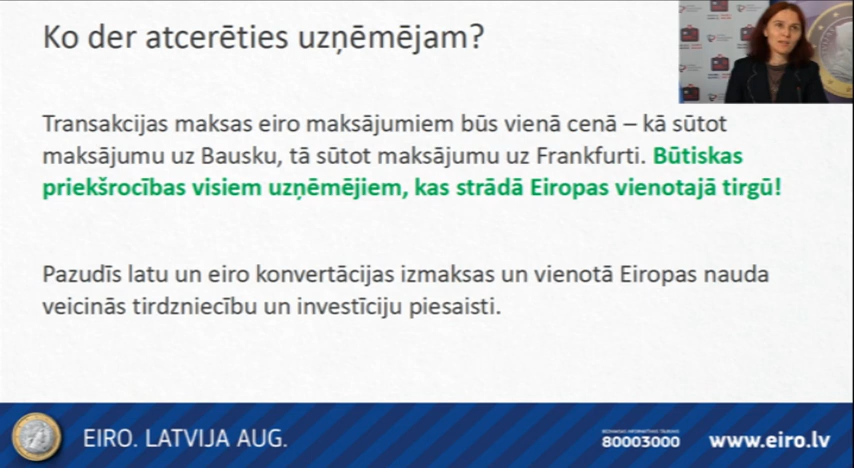 Ko der atcerēties uzņēmējam?
Transakcijas maksas eiro maksājumiem būs vienā cenā – kā sūtot
maksājumu uz Bausku, tā sūtot maksājumu uz Frankfurti. Būtiskas
priekšrocības visiem uzņēmējiem, kas strādā Eiropas vienotajā tirgū!
Pazudīs latu un eiro konvertācijas izmaksas un vienotā Eiropas nauda
veicinās tirdzniecību un investīciju piesaisti.
EIRO. LATVIJA AUG.
80003000
www.eiro.lv